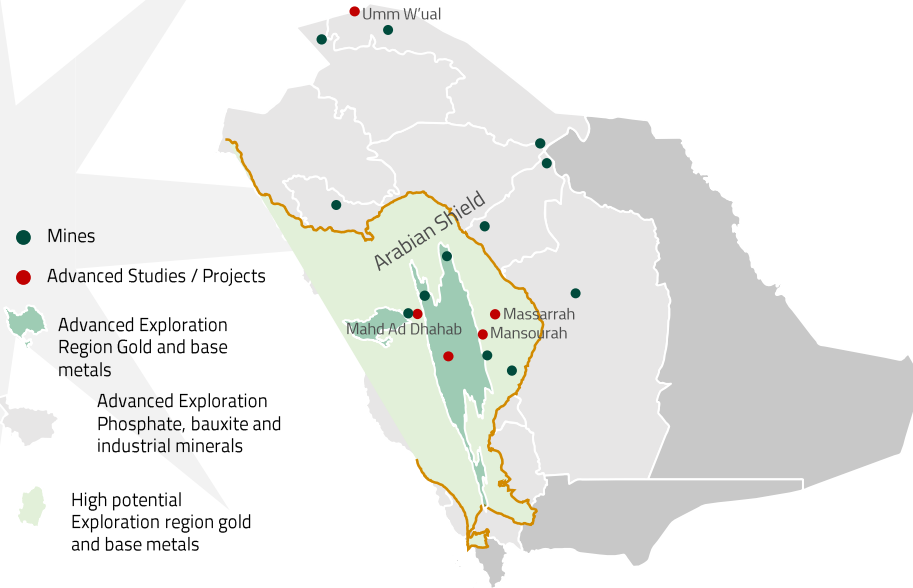 Umm W'ual
Arabian Shield
Mines
Advanced Studies / Projects
Massarrah
Mahd Ad Dhahab
Mansourah
Advanced Exploration
Region Gold and base
metals
Advanced Exploration
Phosphate, bauxite and
industrial minerals
High potential
Exploration region gold
and base metals